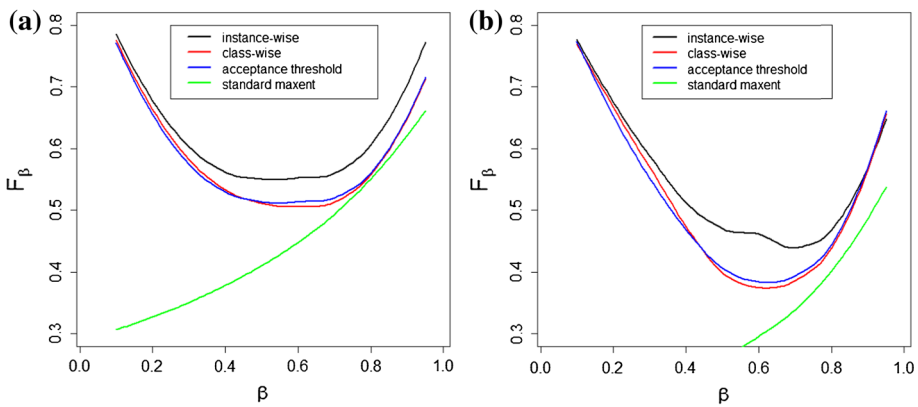 (a)
instance-wise
class-wise
acceptance threshold
standard maxent
0.8
0.7
0.6
0.5
0.4
0.3
Fβ
0.0 0.2 0.4 0.6 0.8 1.0
β
(b)
instance-wise
class-wise
acceptance threshold
standard maxent
0.8
0.7
0.6
0.5
0.4
0.3
Fβ
0.0 0.2 0.4 0.6 0.8 1.0
β